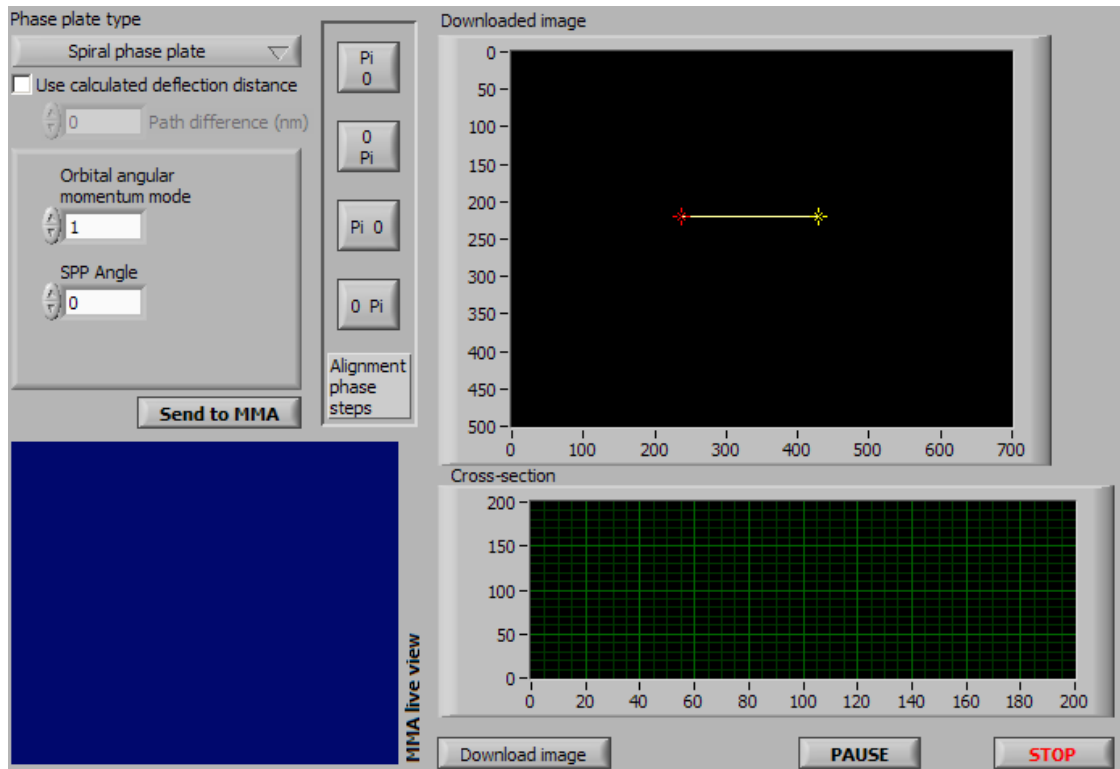 Phase plate type
Spiral phase plate
Use calculated deflection distance
0 Path difference (nm)
Orbital angular
momentum mode
1
SPP Angle
0
Send to MMA
Pi
0
0
Pi
Pi 0
0 Pi
Alignment
phase
steps
MMA live view
Downloaded image
0
50
100
150
200
250
300
350
400
450
500
0 100 200 300 400 500 600 700
Cross-section
200
150
100
50
0
0 20 40 60 80 100 120 140 160 180 200
Download image
PAUSE
STOP